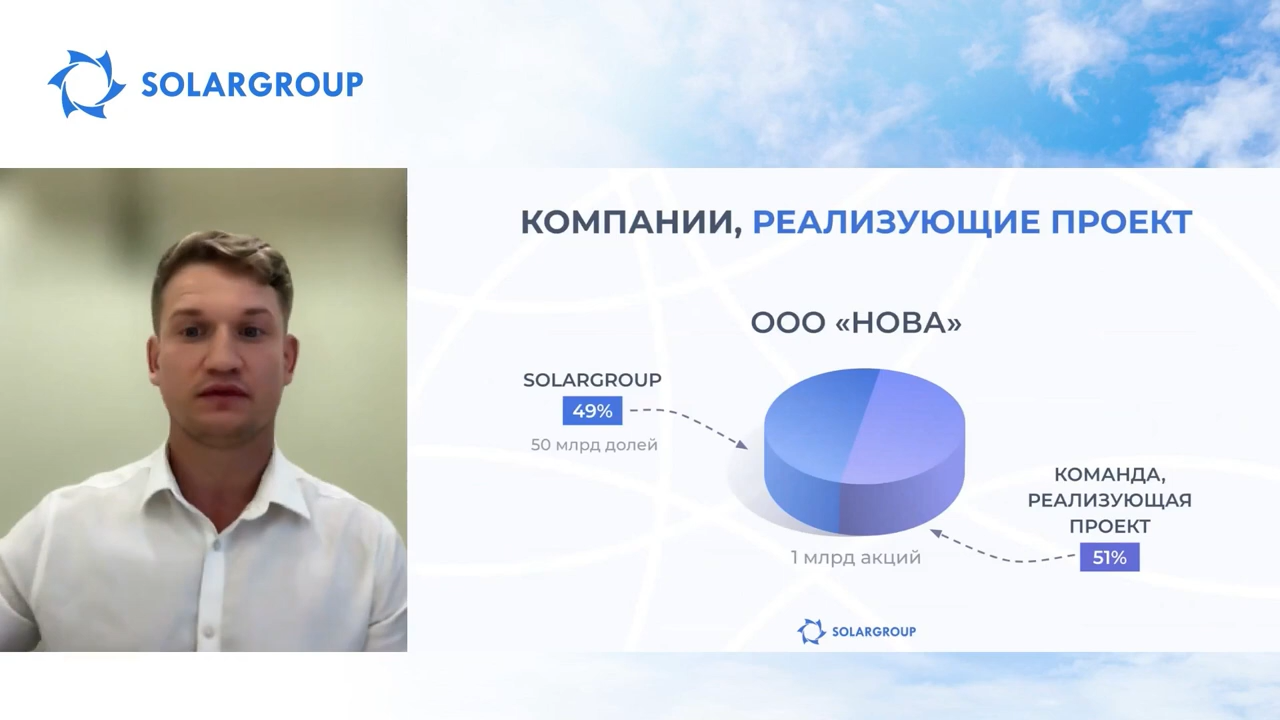 SOLARGROUP
КОМПАНИИ, РЕАЛИЗУЮЩИЕ ПРОЕКТ
ООО «НОВА»
SOLARGROUP
49%
50 млрд долей
КОМАНДА,
РЕАЛИЗУЮЩАЯ
ПРОЕКТ
51%
1 млрд акций
SOLARGROUP